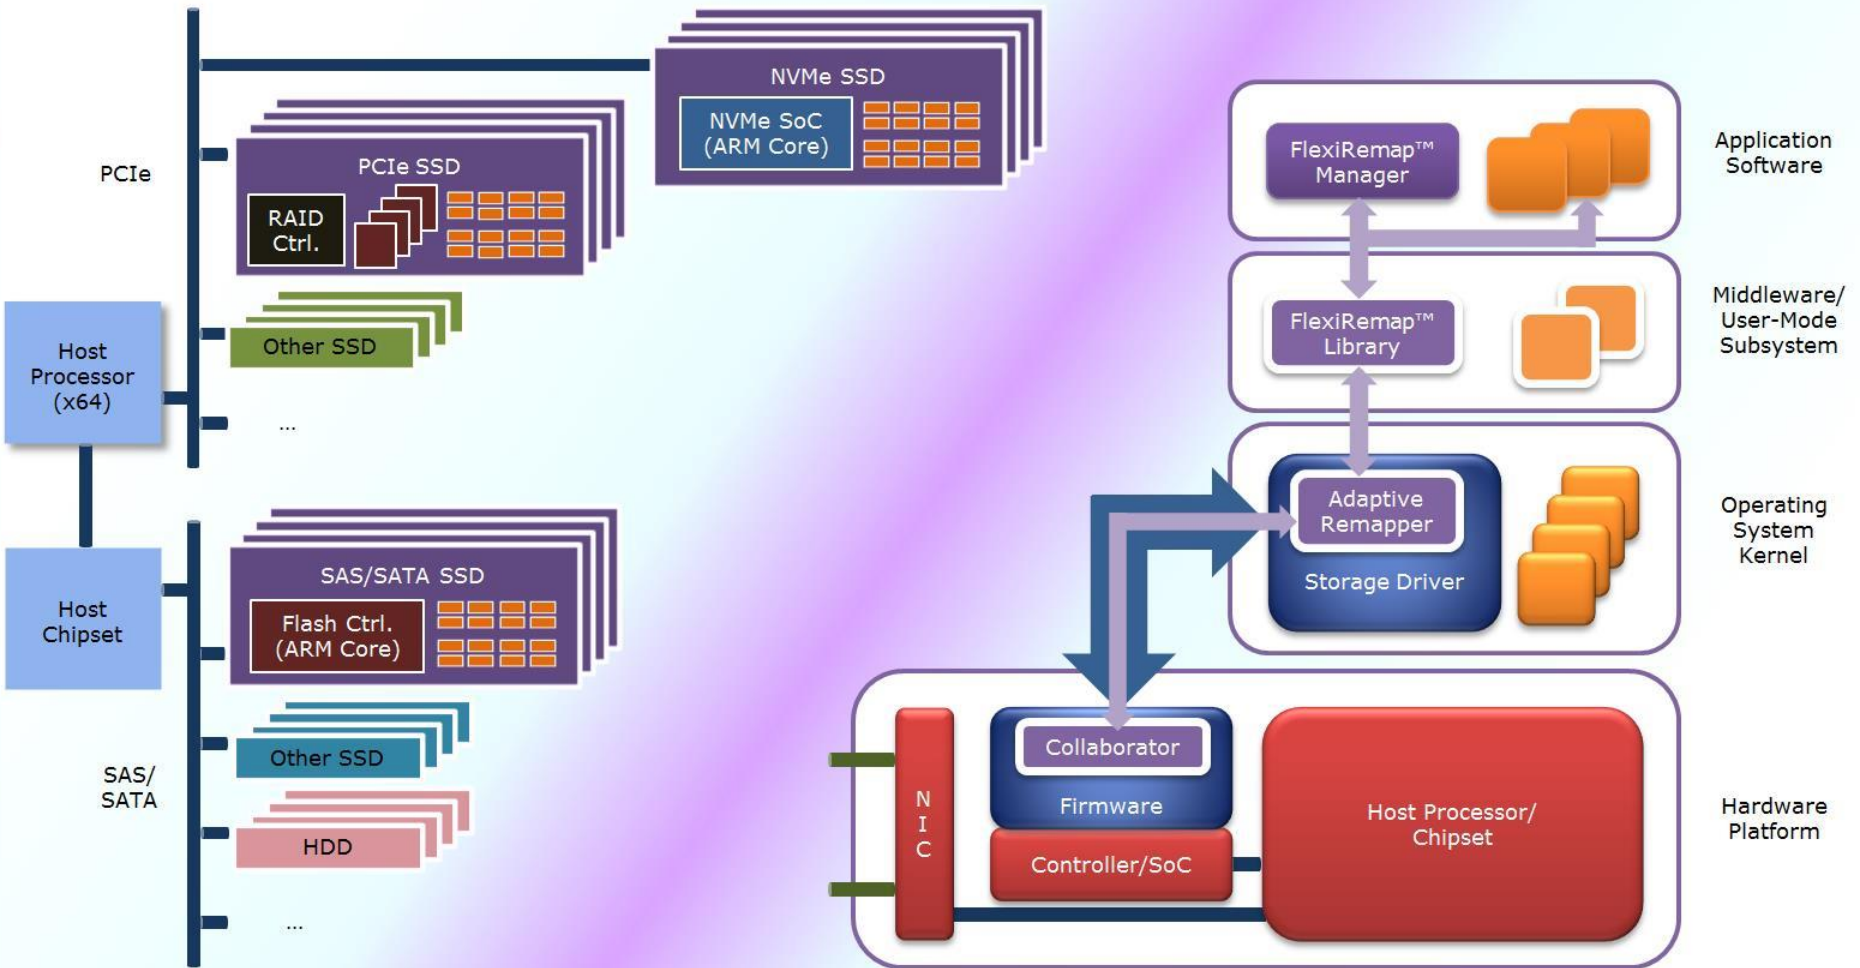 PCIe
NVMe SSD
NVMe SoC
(ARM Core)
PCIe SSD
RAID
Ctrl.
Other SSD
...
Host
Processor
(x64)
Host
Chipset
SAS/SATA SSD
Flash Ctrl.
(ARM Core)
Other SSD
SAS/
SATA
HDD
...
FlexiRemap™
Manager
Application
Software
FlexiRemap™
Library
Middleware/
User-Mode
Subsystem
Adaptive
Remapper
Storage Driver
Operating
System
Kernel
Collaborator
Firmware
Controller/SoC
N
I
C
Host Processor/
Chipset
Hardware
Platform